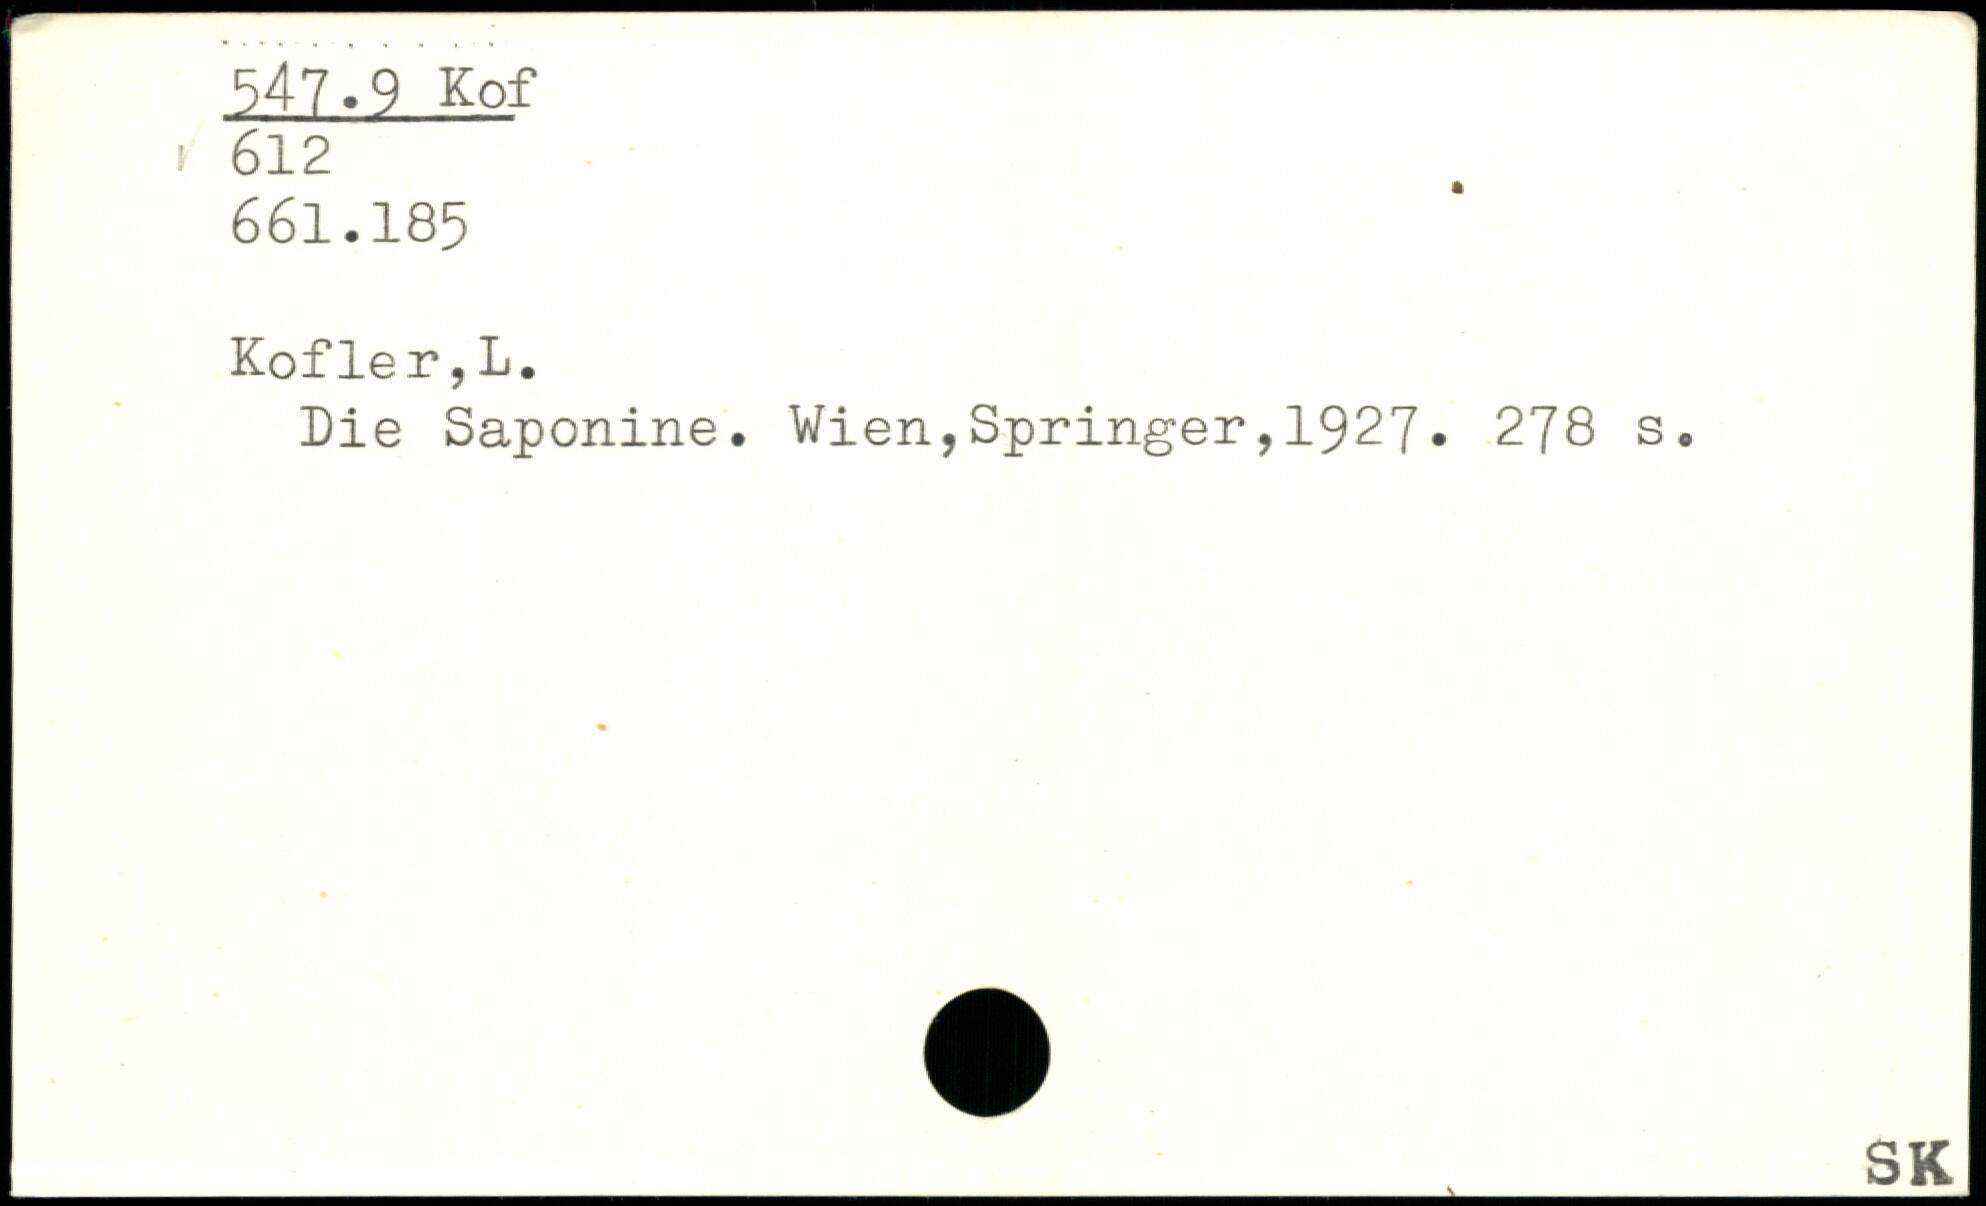 547.9 Kof
612
661.185
Kofler,L.
Die Saponine. Wien,Springer,1927. 278 s.
SK